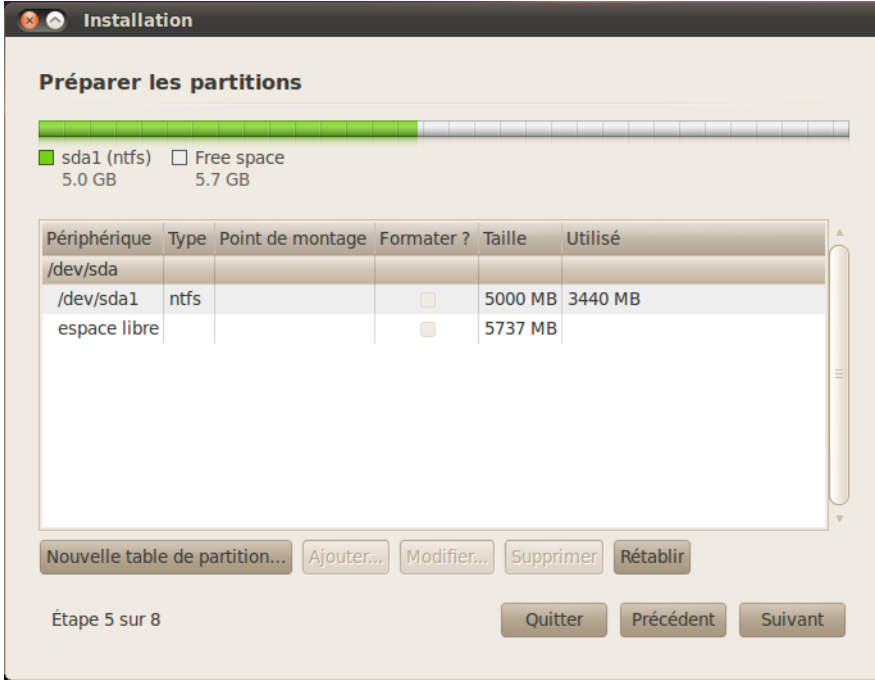 Installation
Préparer les partitions
sda1 (ntfs) Free space
5.0 GB 5.7 GB
Périphérique Type Point de montage Formater ? Taille Utilisé
/dev/sda
/dev/sda1 ntfs 5000 MB 3440 MB
espace libre 5737 MB
Nouvelle table de partition... Ajouter... Modifier... Supprimer Rétablir
Étape 5 sur 8 Quitter Précédent Suivant